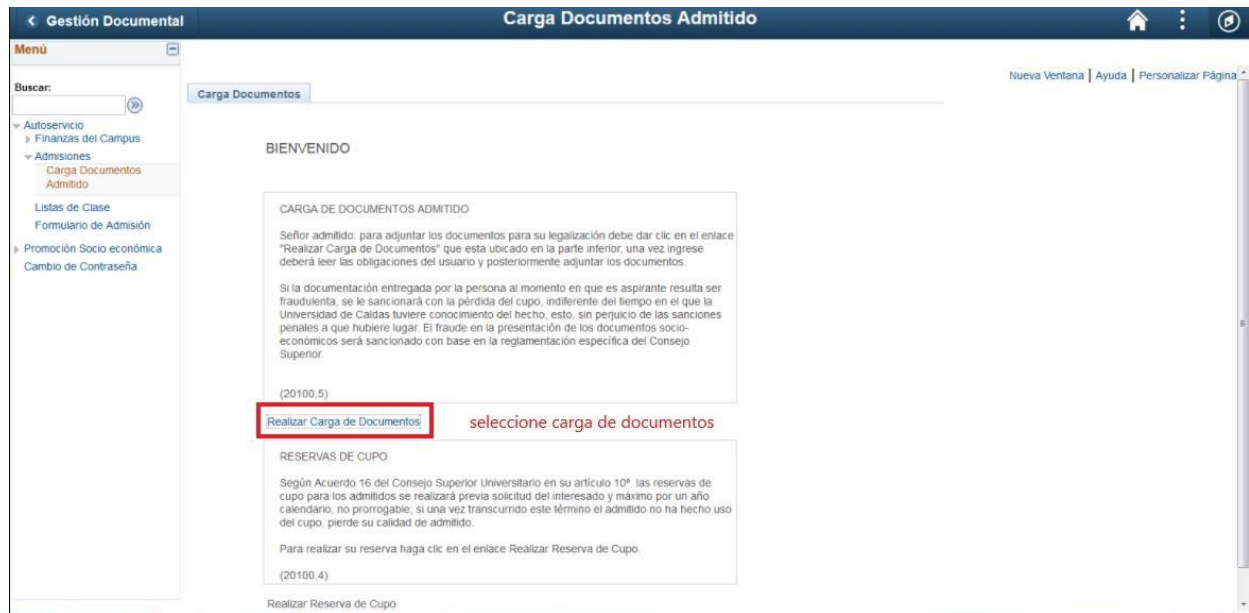 Gestión Documental
Carga Documentos Admitido
Menú
Nueva Ventana | Ayuda | Personalizar Página
Buscar:
Carga Documentos
Autoservicio
Finanzas del Campus
Admisiones
Carga Documentos
Admitido
Listas de Clase
Formulario de Admisión
Promoción Socio económica
Cambio de Contraseña
BIENVENIDO
CARGA DE DOCUMENTOS ADMITIDO
Señor admitido: para adjuntar los documentos para su legalización debe dar clic en el enlace
"Realizar Carga de Documentos" que esta ubicado en la parte inferior, una vez ingrese
deberá leer las obligaciones del usuario y posteriormente adjuntar los documentos.
Si la documentación entregada por la persona al momento en que es aspirante resulta ser
fraudulenta, se le sancionará con la pérdida del cupo, indiferente del tiempo en el que la
Universidad de Caldas tuviere conocimiento del hecho, esto, sin perjuicio de las sanciones
penales a que hubiere lugar. El fraude en la presentación de los documentos socio-
económicos será sancionado con base en la reglamentación específica del Consejo
Superior.
(20100,5)
Realizar Carga de Documentos
seleccione carga de documentos
RESERVAS DE CUPO
Según Acuerdo 16 del Consejo Superior Universitario en su artículo 10º. las reservas de
cupo para los admitidos se realizará previa solicitud del interesado y máximo por un año
calendario, no prorrogable; si una vez transcurrido este término el admitido no ha hecho uso
del cupo, pierde su calidad de admitido.
Para realizar su reserva haga clic en el enlace Realizar Reserva de Cupo.
(20100,4)
Realizar Reserva de Cupo